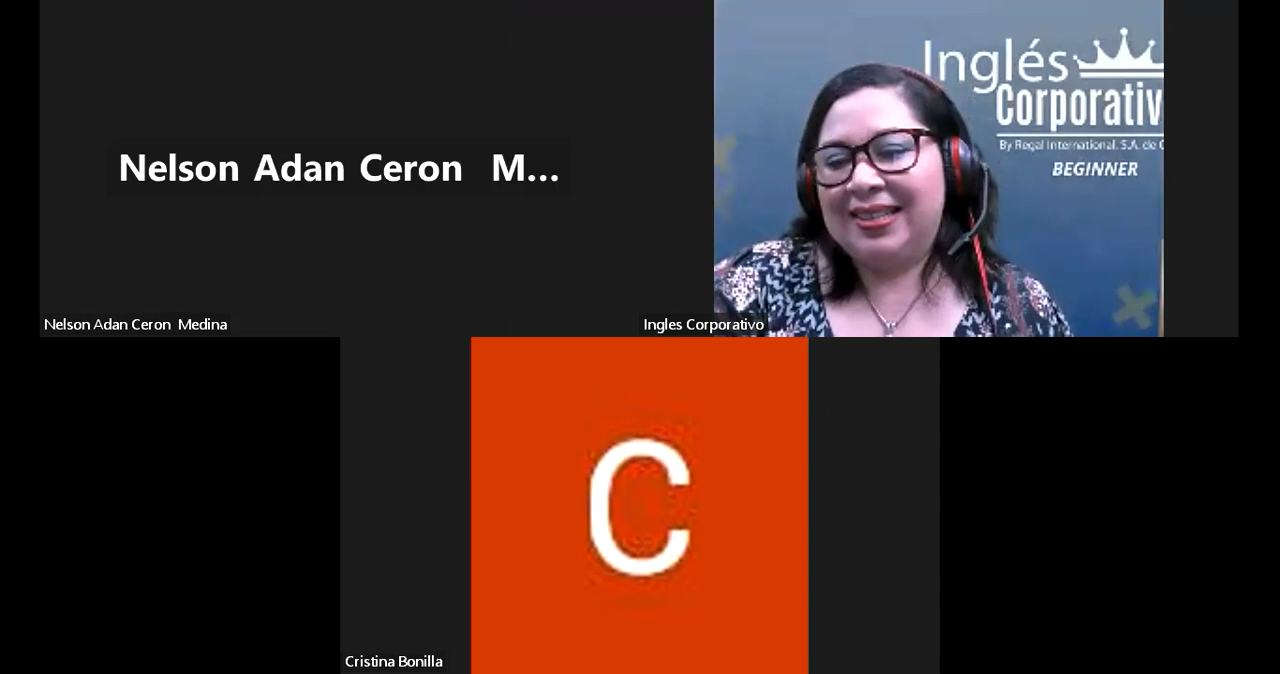 Nelson Adan Ceron M...
Inglés
Corporativ
By Regal International, S.A. de C
BEGINNER
Nelson Adan Ceron Medina
Ingles Corporativo
C
Cristina Bonilla